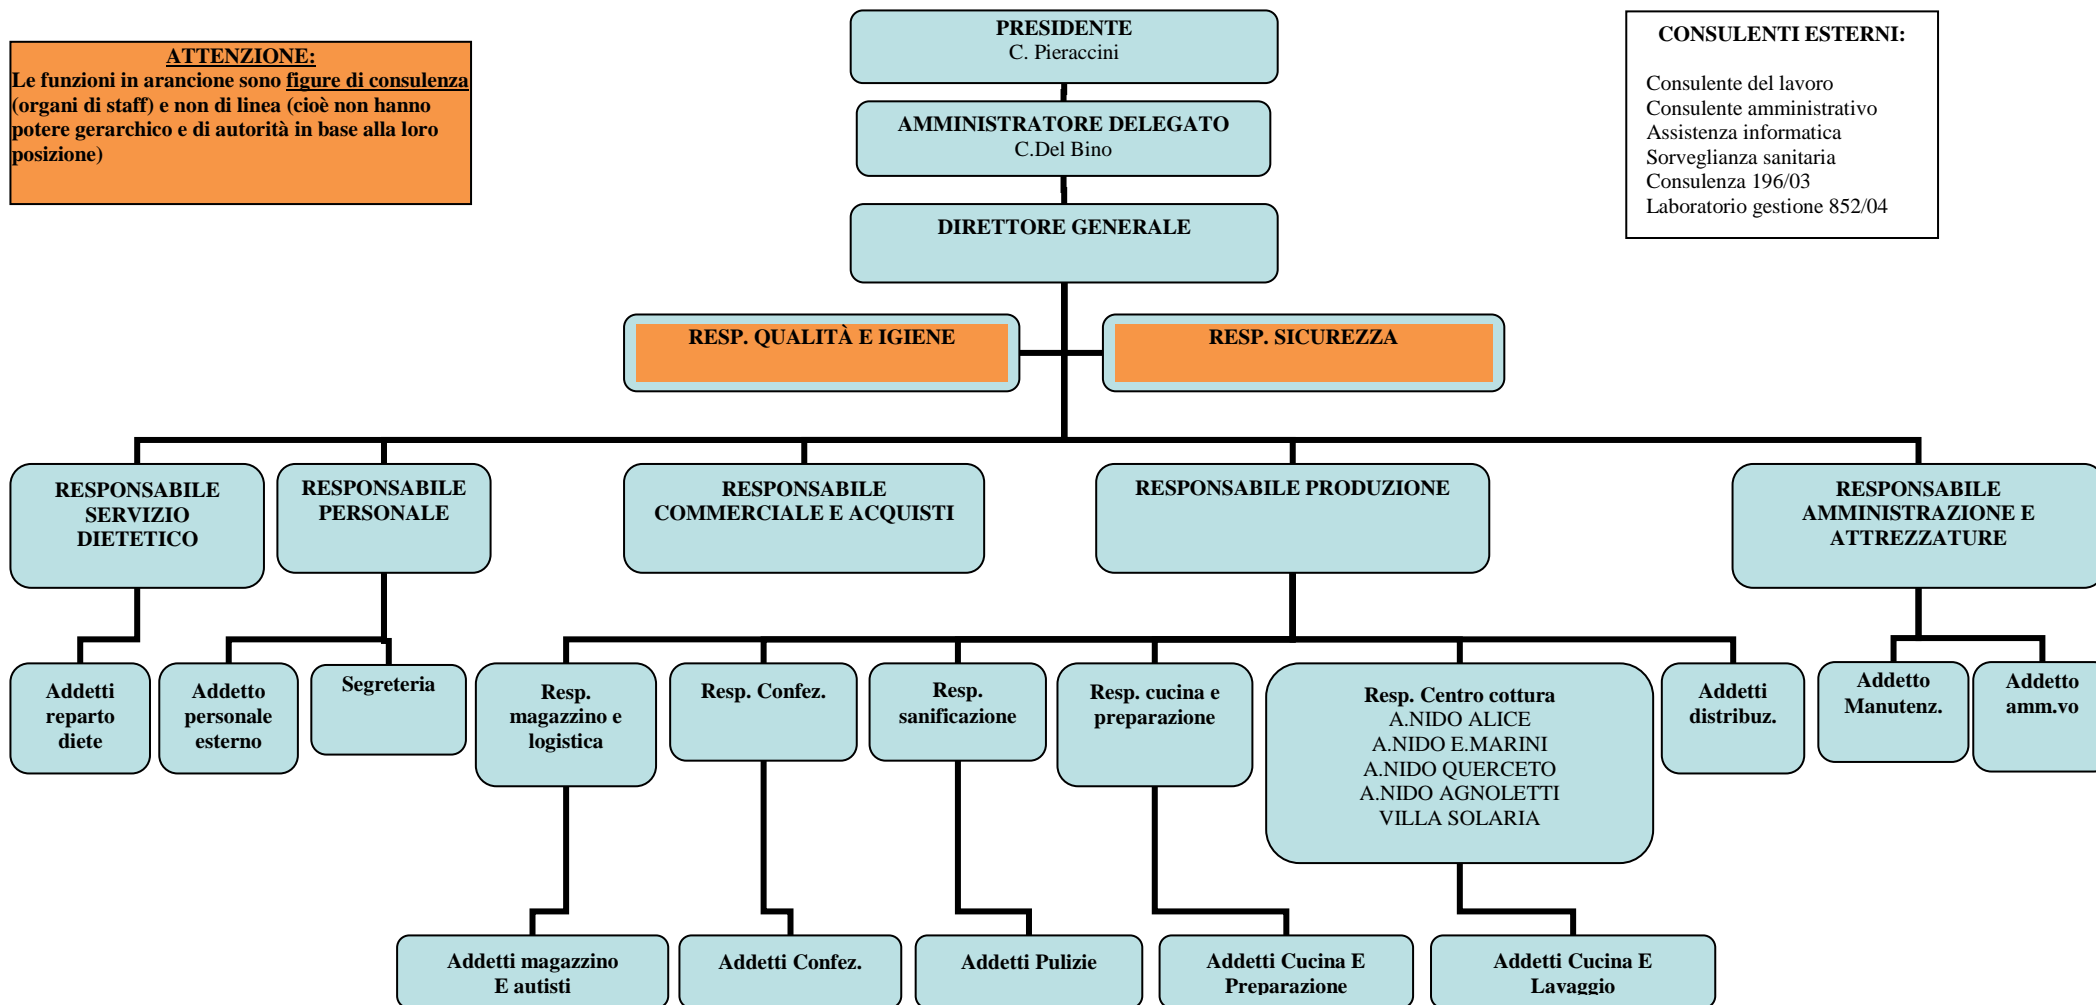 PRESIDENTE
C. Pieraccini
CONSULENTI ESTERNI:
Consulente del lavoro
Consulente amministrativo
Assistenza informatica
Sorveglianza sanitaria
Consulenza 196/03
Laboratorio gestione 852/04
ATTENZIONE:
Le funzioni in arancione sono figure di consulenza
(organi di staff) e non di linea (cioè non hanno
potere gerarchico e di autorità in base alla loro
posizione)
AMMINISTRATORE DELEGATO
C.Del Bino
DIRETTORE GENERALE
RESP. QUALITÀ E IGIENE
RESP. SICUREZZA
RESPONSABILE
SERVIZIO
DIETETICO
RESPONSABILE
PERSONALE
RESPONSABILE
COMMERCIALE E ACQUISTI
RESPONSABILE PRODUZIONE
RESPONSABILE
AMMINISTRAZIONE E
ATTREZZATURE
Addetti
reparto
diete
Addetto
personale
esterno
Segreteria
Resp.
magazzino e
logistica
Resp. Confez.
Resp.
sanificazione
Resp. cucina e
preparazione
Resp. Centro cottura
A.NIDO ALICE
A.NIDO E.MARINI
A.NIDO QUERCETO
A.NIDO AGNOLETTI
VILLA SOLARIA
Addetti
distribuz.
Addetto
Manutenz.
Addetto
amm.vo
Addetti magazzino
E autisti
Addetti Confez.
Addetti Pulizie
Addetti Cucina E
Preparazione
Addetti Cucina E
Lavaggio